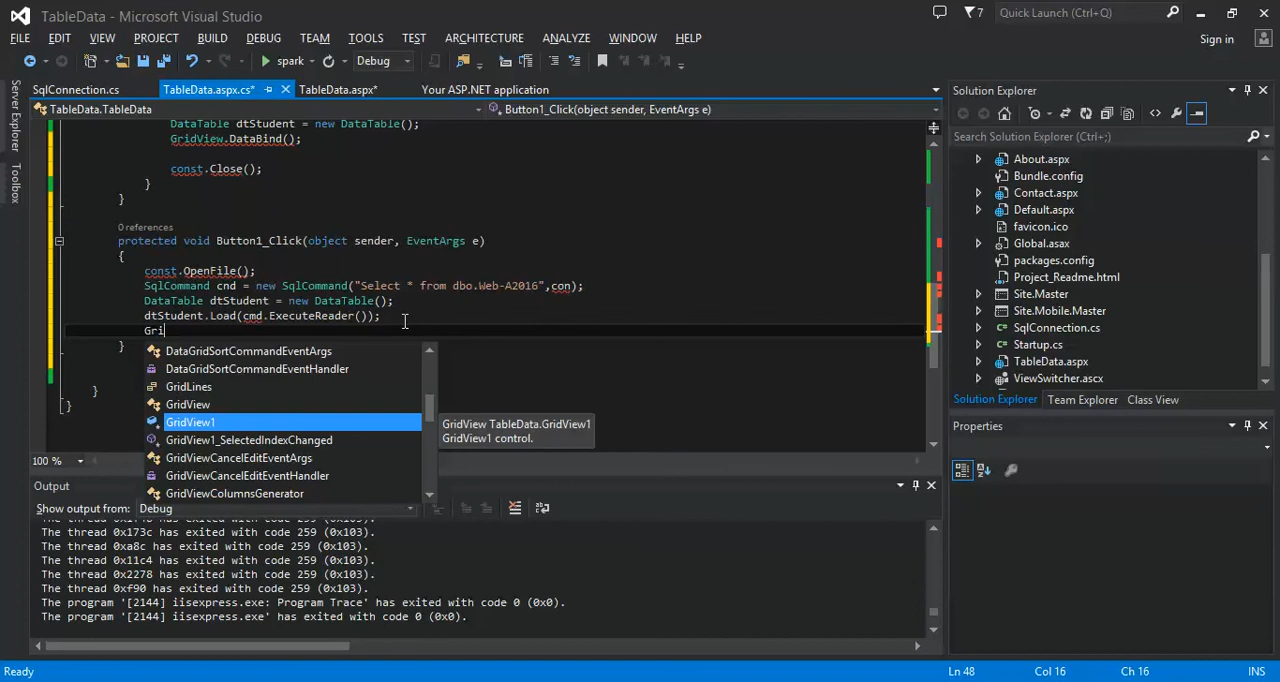 TableData - Microsoft Visual Studio
7
Quick Launch (Ctrl+Q)
FILE EDIT VIEW PROJECT BUILD DEBUG TEAM TOOLS TEST ARCHITECTURE ANALYZE WINDOW HELP
Sign in
spark Debug
Server Explorer
Toolbox
SqlConnection.cs TableData.aspx.cs* TableData.aspx* Your ASP.NET application
TableData.TableData Button1_Click(object sender, EventArgs e)
DataTable dtStudent = new DataTable();
GridView.DataBind();
const.Close();
}
}
0 references
protected void Button1_Click(object sender, EventArgs e)
{
const.OpenFile();
SqlCommand cnd = new SqlCommand("Select * from dbo.Web-A2016",con);
DataTable dtStudent = new DataTable();
dtStudent.Load(cmd.ExecuteReader());
Gri
}
}
}
DataGridSortCommandEventArgs
DataGridSortCommandEventHandler
GridLines
GridView
GridView1
GridView1_SelectedIndexChanged
GridViewCancelEditEventArgs
GridViewCancelEditEventHandler
GridViewColumnsGenerator
GridView TableData.GridView1
GridView1 control.
100 %
Output
Show output from: Debug
The thread 0x173c has exited with code 259 (0x103).
The thread 0xa8c has exited with code 259 (0x103).
The thread 0x11c4 has exited with code 259 (0x103).
The thread 0x2278 has exited with code 259 (0x103).
The thread 0xf90 has exited with code 259 (0x103).
The program '[2144] iisexpress.exe: Program Trace' has exited with code 0 (0x0).
The program '[2144] iisexpress.exe' has exited with code 0 (0x0).
Solution Explorer
Search Solution Explorer (Ctrl+;)
About.aspx
Bundle.config
Contact.aspx
Default.aspx
favicon.ico
Global.asax
packages.config
Project_Readme.html
Site.Master
Site.Mobile.Master
SqlConnection.cs
Startup.cs
TableData.aspx
ViewSwitcher.ascx
Solution Explorer Team Explorer Class View
Properties
Ready
Ln 48 Col 16 Ch 16 INS